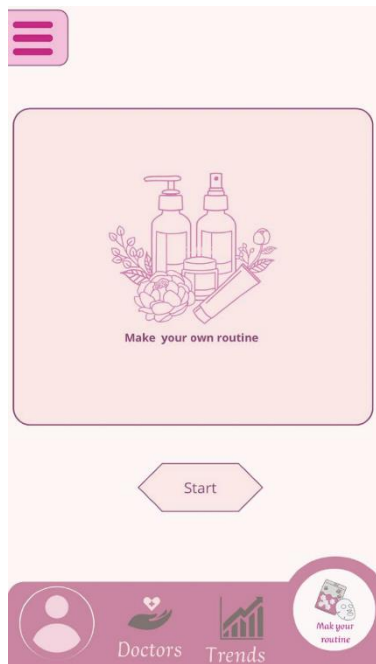 Make your own routine
Start
Doctors
Trends
Mak your
routine